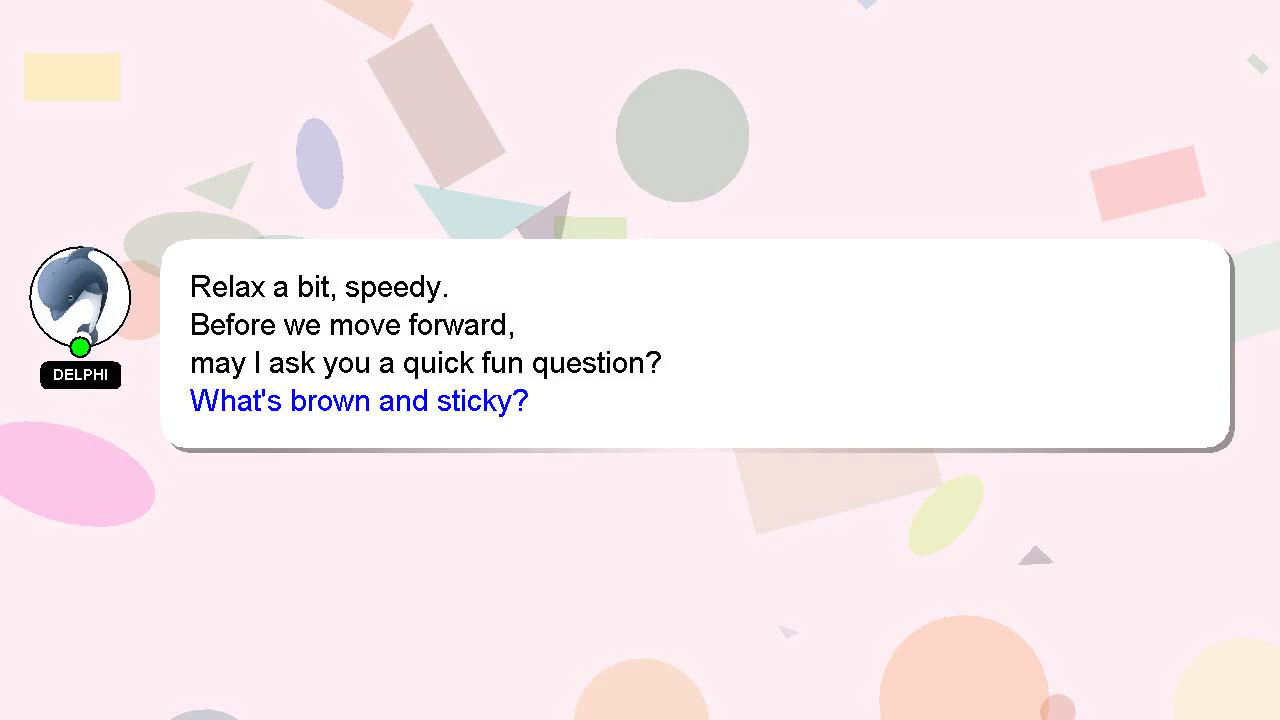 Relax a bit, speedy.
Before we move forward,
may I ask you a quick fun question?
What's brown and sticky?
DELPHI